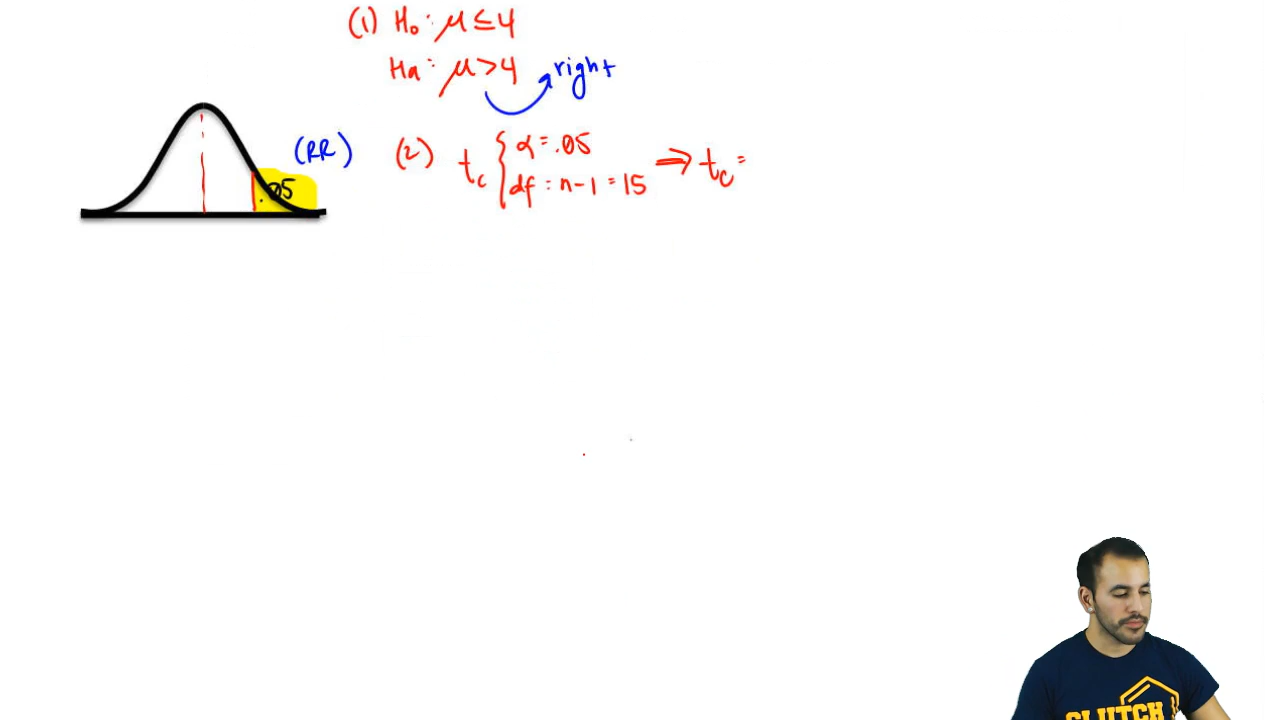 (1) H₀: μ ≤ 4
Ha: μ > 4 right
(RR) (2) t꜀ { α = .05
df = n-1 = 15 ⇒ t꜀ =
.05
CLUTCH